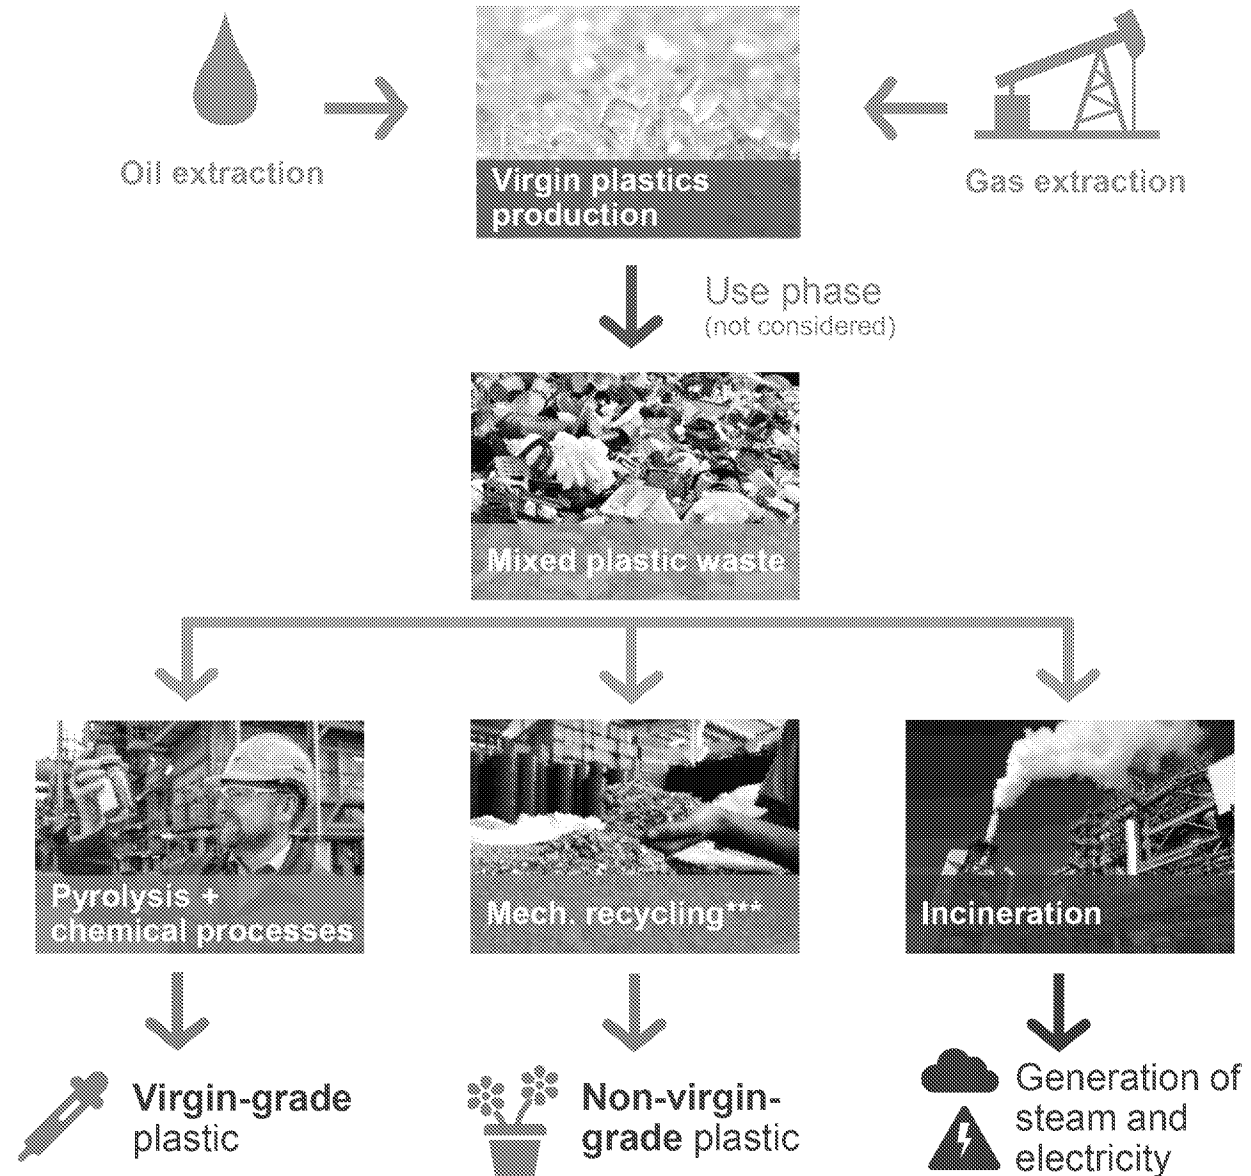 Oil extraction
Virgin plastics
production
Gas extraction
Use phase
(not considered)
Mixed plastic waste
Pyrolysis +
chemical processes
Mech. recycling***
Incineration
Virgin-grade
plastic
Non-virgin-
grade plastic
Generation of
steam and
electricity